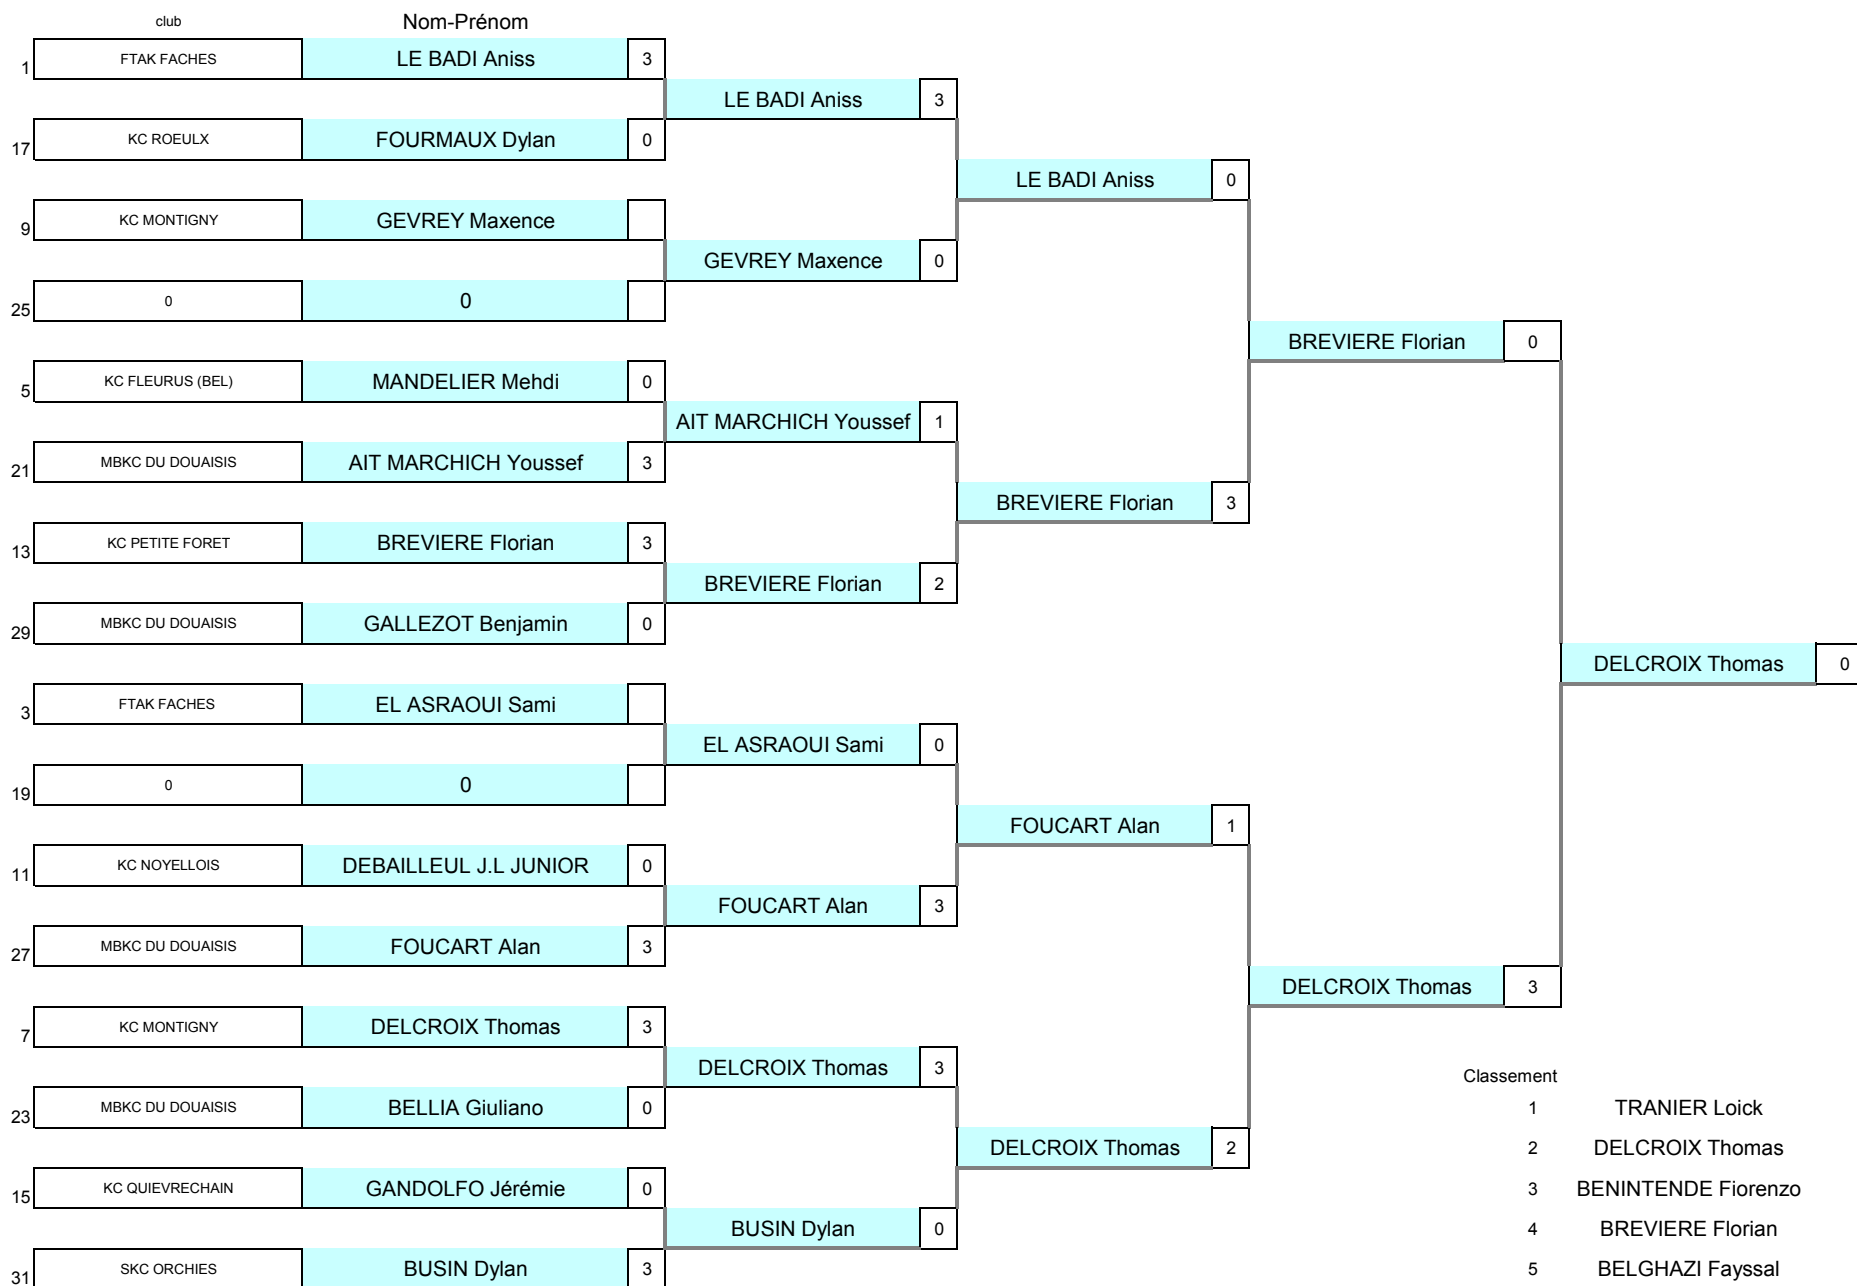 club Nom-Prénom
1 FTAK FACHES LE BADI Aniss 3
LE BADI Aniss 3
17 KC ROEULX FOURMAUX Dylan 0
LE BADI Aniss 0
9 KC MONTIGNY GEVREY Maxence
GEVREY Maxence 0
25 0 0
BREVIERE Florian 0
5 KC FLEURUS (BEL) MANDELIER Mehdi 0
AIT MARCHICH Youssef 1
21 MBKC DU DOUAISIS AIT MARCHICH Youssef 3
BREVIERE Florian 3
13 KC PETITE FORET BREVIERE Florian 3
BREVIERE Florian 2
29 MBKC DU DOUAISIS GALLEZOT Benjamin 0
DELCROIX Thomas 0
3 FTAK FACHES EL ASRAOUI Sami
EL ASRAOUI Sami 0
19 0 0
FOUCART Alan 1
11 KC NOYELLOIS DEBAILLEUL J.L JUNIOR 0
FOUCART Alan 3
27 MBKC DU DOUAISIS FOUCART Alan 3
DELCROIX Thomas 3
7 KC MONTIGNY DELCROIX Thomas 3
DELCROIX Thomas 3
Classement
23 MBKC DU DOUAISIS BELLIA Giuliano 0
1 TRANIER Loick
DELCROIX Thomas 2
2 DELCROIX Thomas
15 KC QUIEVRECHAIN GANDOLFO Jérémie 0
3 BENINTENDE Fiorenzo
BUSIN Dylan 0
4 BREVIERE Florian
31 SKC ORCHIES BUSIN Dylan 3
5 BELGHAZI Fayssal